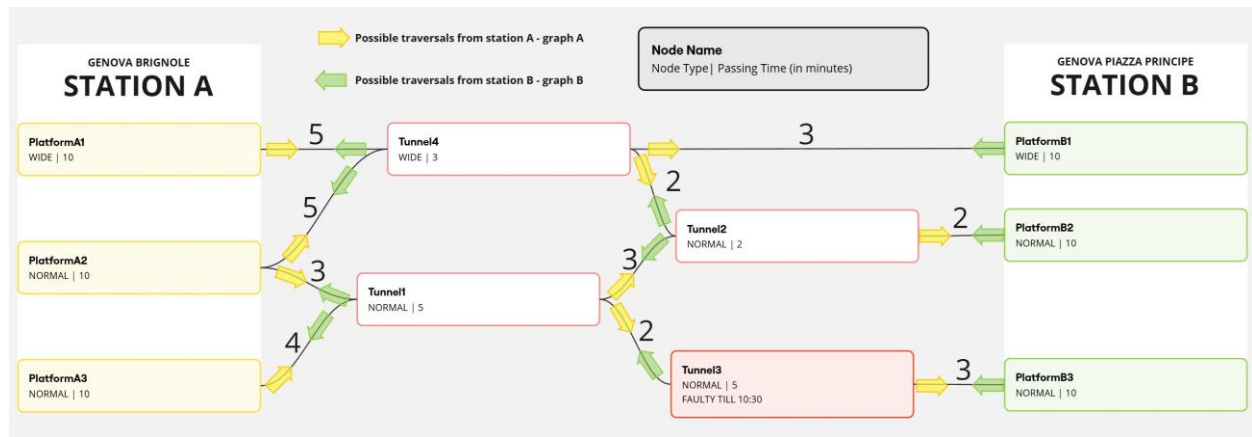 Possible traversals from station A - graph A
Possible traversals from station B - graph B
Node Name
Node Type| Passing Time (in minutes)
GENOVA BRIGNOLE
STATION A
GENOVA PIAZZA PRINCIPE
STATION B
PlatformA1
WIDE | 10
5
Tunnel4
WIDE | 3
3
PlatformB1
WIDE | 10
5
2
PlatformA2
NORMAL | 10
3
Tunnel2
NORMAL | 2
2
PlatformB2
NORMAL | 10
3
Tunnel1
NORMAL | 5
4
2
PlatformA3
NORMAL | 10
Tunnel3
NORMAL | 5
FAULTY TILL 10:30
3
PlatformB3
NORMAL | 10